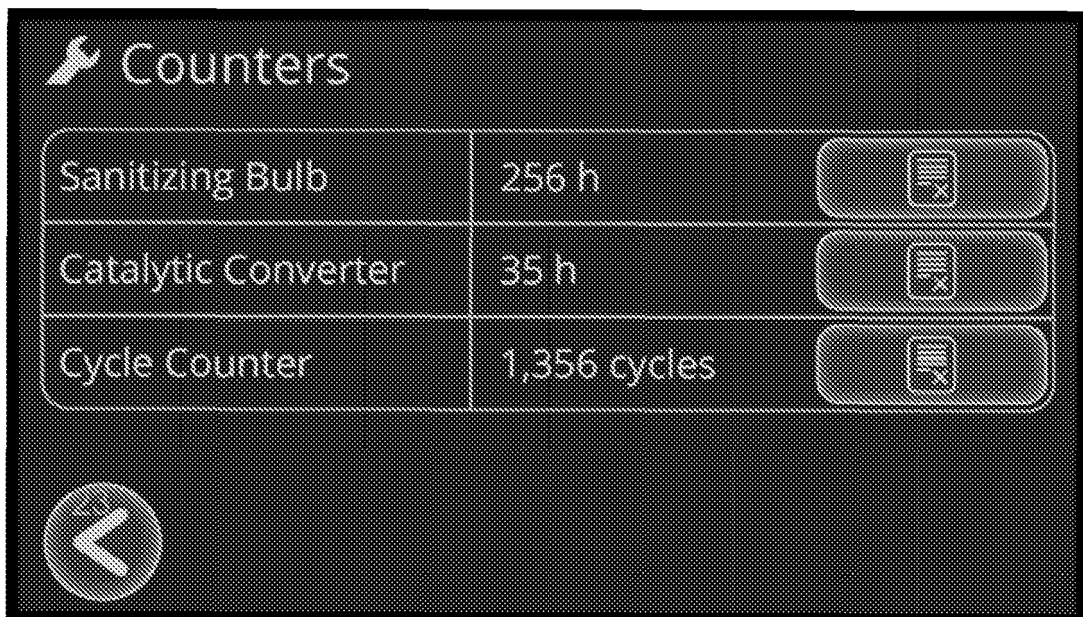 Counters
Sanitizing Bulb 256 h
Catalytic Converter 35 h
Cycle Counter 1,356 cycles